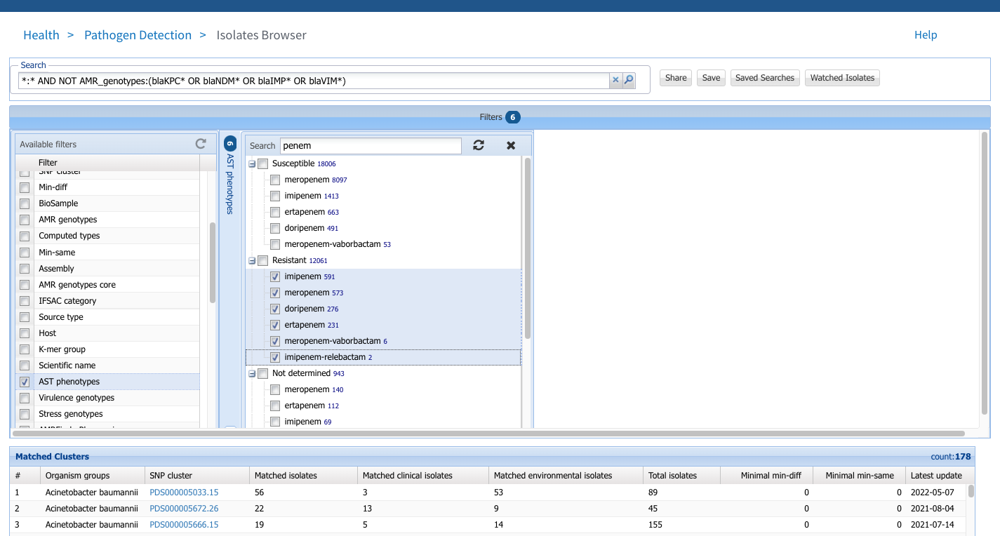 Health > Pathogen Detection > Isolates Browser Help
Search
*:* AND NOT AMR_genotypes:(blaKPC* OR blaNDM* OR blaIMP* OR blaVIM*)
Share Save Saved Searches Watched Isolates
Filters 6
Available filters
Filter
SNP cluster
Min-diff
BioSample
AMR genotypes
Computed types
Min-same
Assembly
AMR genotypes core
IFSAC category
Source type
Host
K-mer group
Scientific name
AST phenotypes
Virulence genotypes
Stress genotypes
6 AST phenotypes
Search penem
Susceptible 18006
meropenem 8097
imipenem 1413
ertapenem 663
doripenem 491
meropenem-vaborbactam 53
Resistant 12061
imipenem 591
meropenem 573
doripenem 276
ertapenem 231
meropenem-vaborbactam 6
imipenem-relebactam 2
Not determined 943
meropenem 140
ertapenem 112
imipenem 69
Matched Clusters count:178
# Organism groups SNP cluster Matched isolates Matched clinical isolates Matched environmental isolates Total isolates Minimal min-diff Minimal min-same Latest update
1 Acinetobacter baumannii PDS000005033.15 56 3 53 89 0 0 2022-05-07
2 Acinetobacter baumannii PDS000005672.26 22 13 9 45 0 0 2021-08-04
3 Acinetobacter baumannii PDS000005666.15 19 5 14 155 0 0 2021-07-14